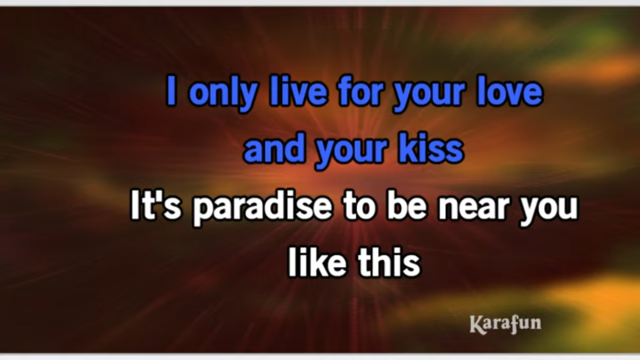 I only live for your love
and your kiss
It's paradise to be near you
like this
Karafun